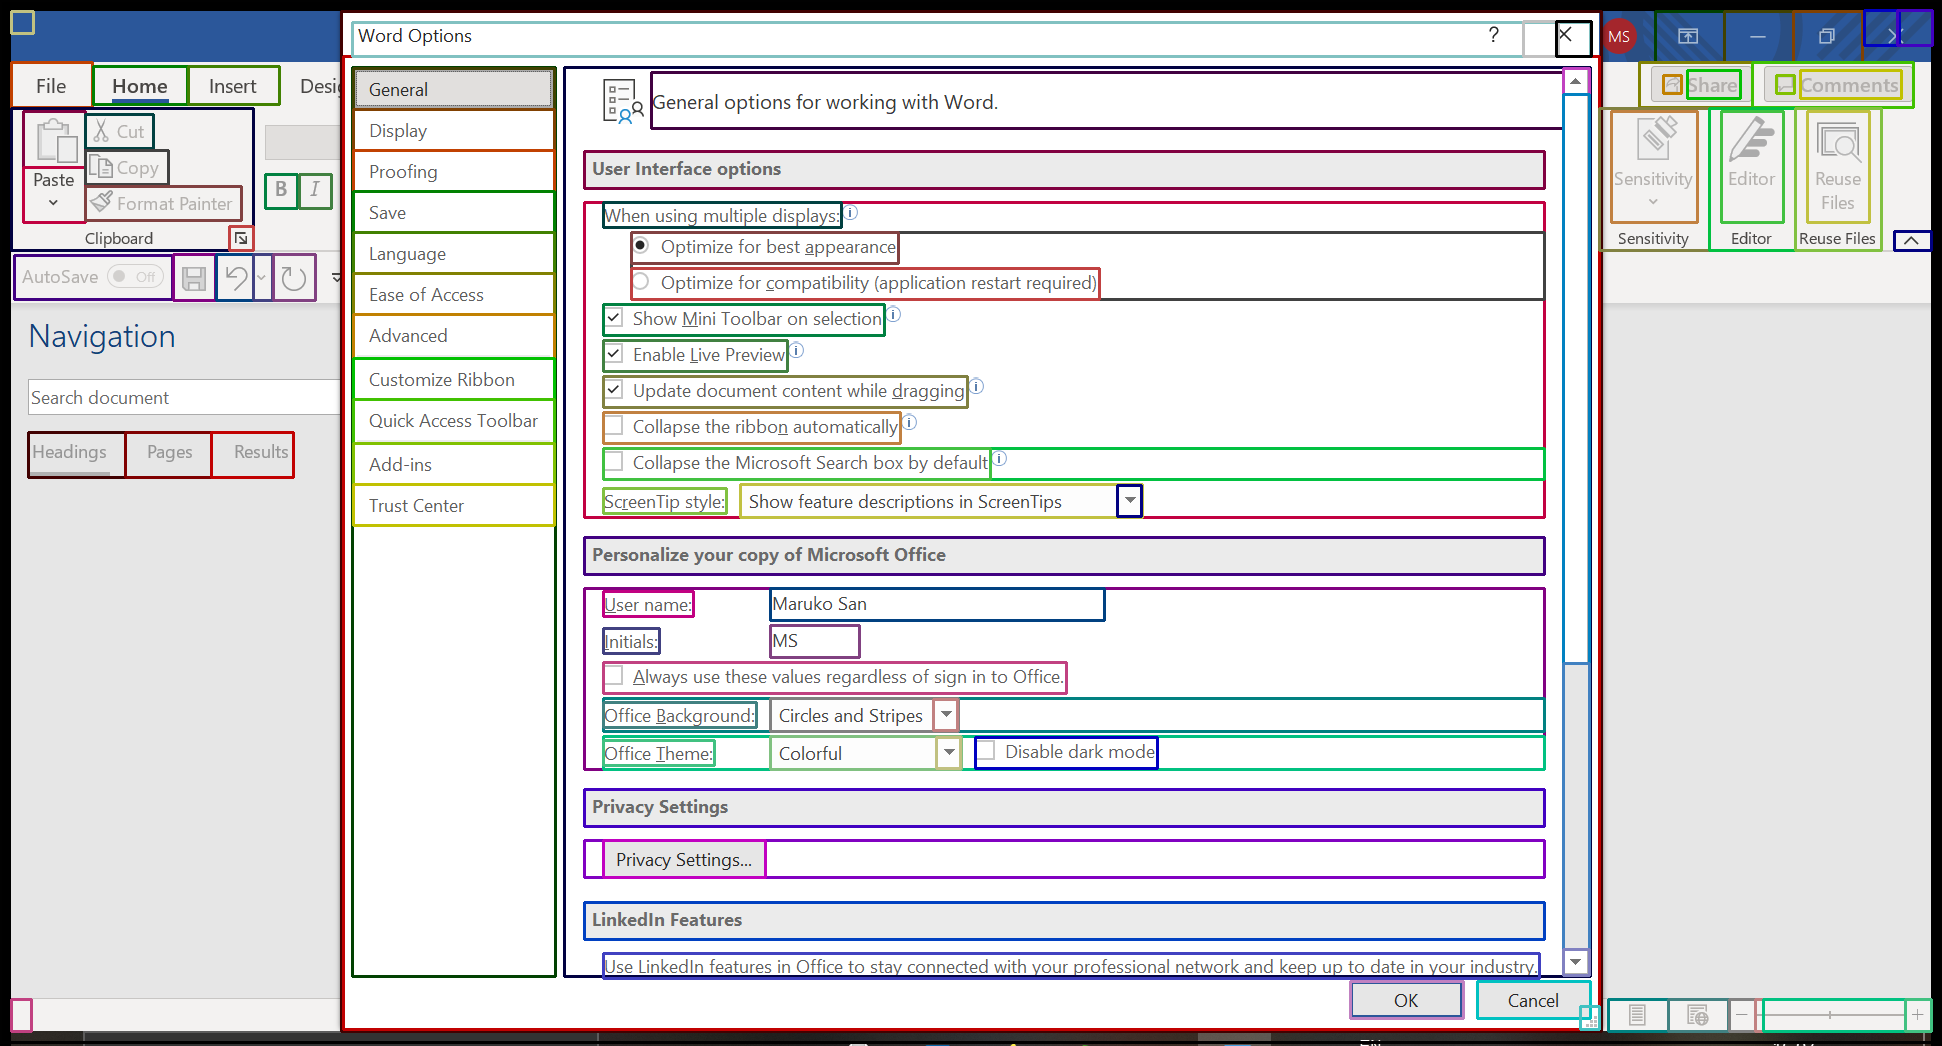 Word Options
?
MS
File
Home
Insert
Desi
Share
Comments
Paste
Cut
Copy
Format Painter
Clipboard
B
I
Sensitivity
Editor
Reuse
Files
Sensitivity
Editor
Reuse Files
AutoSave
Off
Navigation
Search document
Headings
Pages
Results
General
Display
Proofing
Save
Language
Ease of Access
Advanced
Customize Ribbon
Quick Access Toolbar
Add-ins
Trust Center
General options for working with Word.
User Interface options
When using multiple displays:
Optimize for best appearance
Optimize for compatibility (application restart required)
Show Mini Toolbar on selection
Enable Live Preview
Update document content while dragging
Collapse the ribbon automatically
Collapse the Microsoft Search box by default
ScreenTip style:
Show feature descriptions in ScreenTips
Personalize your copy of Microsoft Office
User name:
Maruko San
Initials:
MS
Always use these values regardless of sign in to Office.
Office Background:
Circles and Stripes
Office Theme:
Colorful
Disable dark mode
Privacy Settings
Privacy Settings...
LinkedIn Features
Use LinkedIn features in Office to stay connected with your professional network and keep up to date in your industry.
OK
Cancel